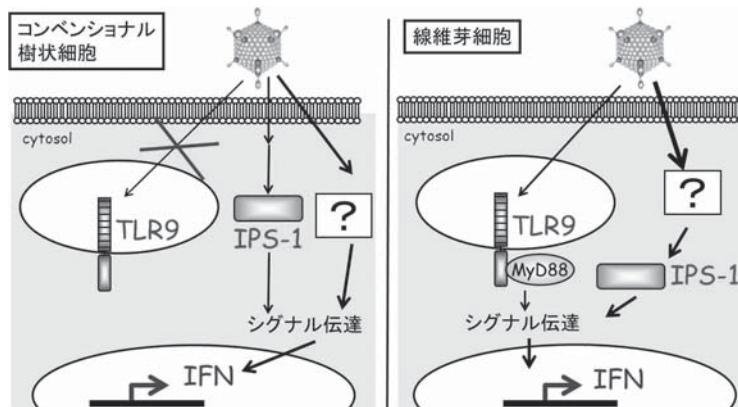 コンベンショナル
樹状細胞
cytosol
TLR9
IPS-1
?
シグナル伝達
IFN
線維芽細胞
cytosol
TLR9
MyD88
?
IPS-1
シグナル伝達
IFN